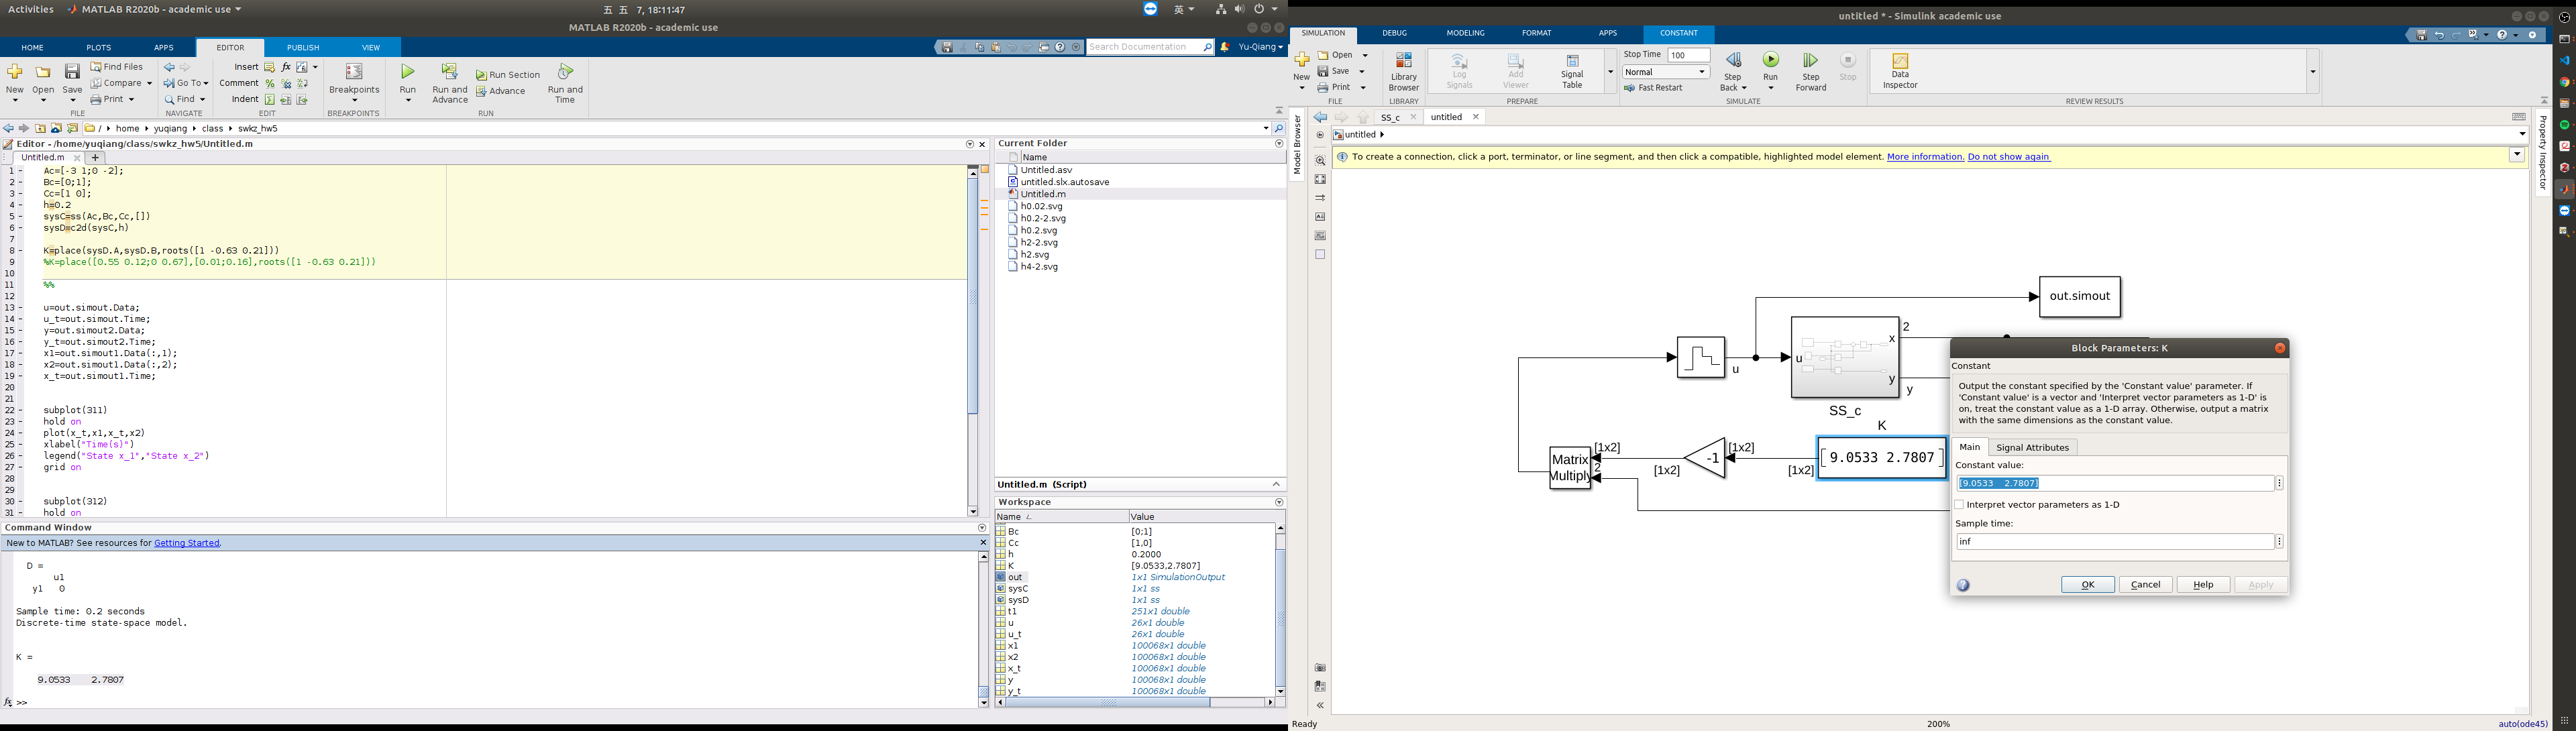 Activities
MATLAB R2020b - academic use
五 五 7, 18:11:47
英
MATLAB R2020b - academic use
HOME
PLOTS
APPS
EDITOR
PUBLISH
VIEW
Search Documentation
Yu-Qiang
New
Open
Save
Find Files
Compare
Print
Go To
Find
Insert
fx
Comment
Indent
Breakpoints
Run
Run and
Advance
Run Section
Advance
Run and
Time
FILE
NAVIGATE
EDIT
BREAKPOINTS
RUN
/ home yuqiang class swkz_hw5
Editor - /home/yuqiang/class/swkz_hw5/Untitled.m
Untitled.m
1 - Ac=[-3 1;0 -2];
2 - Bc=[0;1];
3 - Cc=[1 0];
4 - h=0.2
5 - sysC=ss(Ac,Bc,Cc,[])
6 - sysD=c2d(sysC,h)
7
8 - K=place(sysD.A,sysD.B,roots([1 -0.63 0.21]))
9 - %K=place([0.55 0.12;0 0.67],[0.01;0.16],roots([1 -0.63 0.21]))
10
11 - %%
12
13 - u=out.simout.Data;
14 - u_t=out.simout.Time;
15 - y=out.simout2.Data;
16 - y_t=out.simout2.Time;
17 - x1=out.simout1.Data(:,1);
18 - x2=out.simout1.Data(:,2);
19 - x_t=out.simout1.Time;
20
21
22 - subplot(311)
23 - hold on
24 - plot(x_t,x1,x_t,x2)
25 - xlabel("Time(s)")
26 - legend("State x_1","State x_2")
27 - grid on
28
29
30 - subplot(312)
31 - hold on
Command Window
New to MATLAB? See resources for Getting Started.
D =
u1
y1 0
Sample time: 0.2 seconds
Discrete-time state-space model.
K =
9.0533 2.7807
fx >>
Current Folder
Name
Untitled.asv
untitled.slx.autosave
Untitled.m
h0.02.svg
h0.2-2.svg
h0.2.svg
h2-2.svg
h2.svg
h4-2.svg
Untitled.m (Script)
Workspace
Name Value
Bc [0;1]
Cc [1,0]
h 0.2000
K [9.0533,2.7807]
out 1x1 SimulationOutput
sysC 1x1 ss
sysD 1x1 ss
t1 251x1 double
u 26x1 double
u_t 26x1 double
x1 100068x1 double
x2 100068x1 double
x_t 100068x1 double
y 100068x1 double
y_t 100068x1 double
untitled * - Simulink academic use
SIMULATION
DEBUG
MODELING
FORMAT
APPS
CONSTANT
New
Open
Save
Print
Library
Browser
Log
Signals
Add
Viewer
Signal
Table
Stop Time 100
Normal
Fast Restart
Step
Back
Run
Step
Forward
Stop
Data
Inspector
FILE
LIBRARY
PREPARE
SIMULATE
REVIEW RESULTS
Model Browser
Property Inspector
SS_c
untitled
untitled
To create a connection, click a port, terminator, or line segment, and then click a compatible, highlighted model element. More information. Do not show again
out.simout
u
u
x
y
2
y
SS_c
K
Matrix
Multiply
[1x2]
2
[1x2]
-1
[1x2]
[1x2]
9.0533 2.7807
Block Parameters: K
Constant
Output the constant specified by the 'Constant value' parameter. If
'Constant value' is a vector and 'Interpret vector parameters as 1-D' is
on, treat the constant value as a 1-D array. Otherwise, output a matrix
with the same dimensions as the constant value.
Main
Signal Attributes
Constant value:
[9.0533 2.7807]
Interpret vector parameters as 1-D
Sample time:
inf
OK
Cancel
Help
Apply
Ready
200%
auto(ode45)